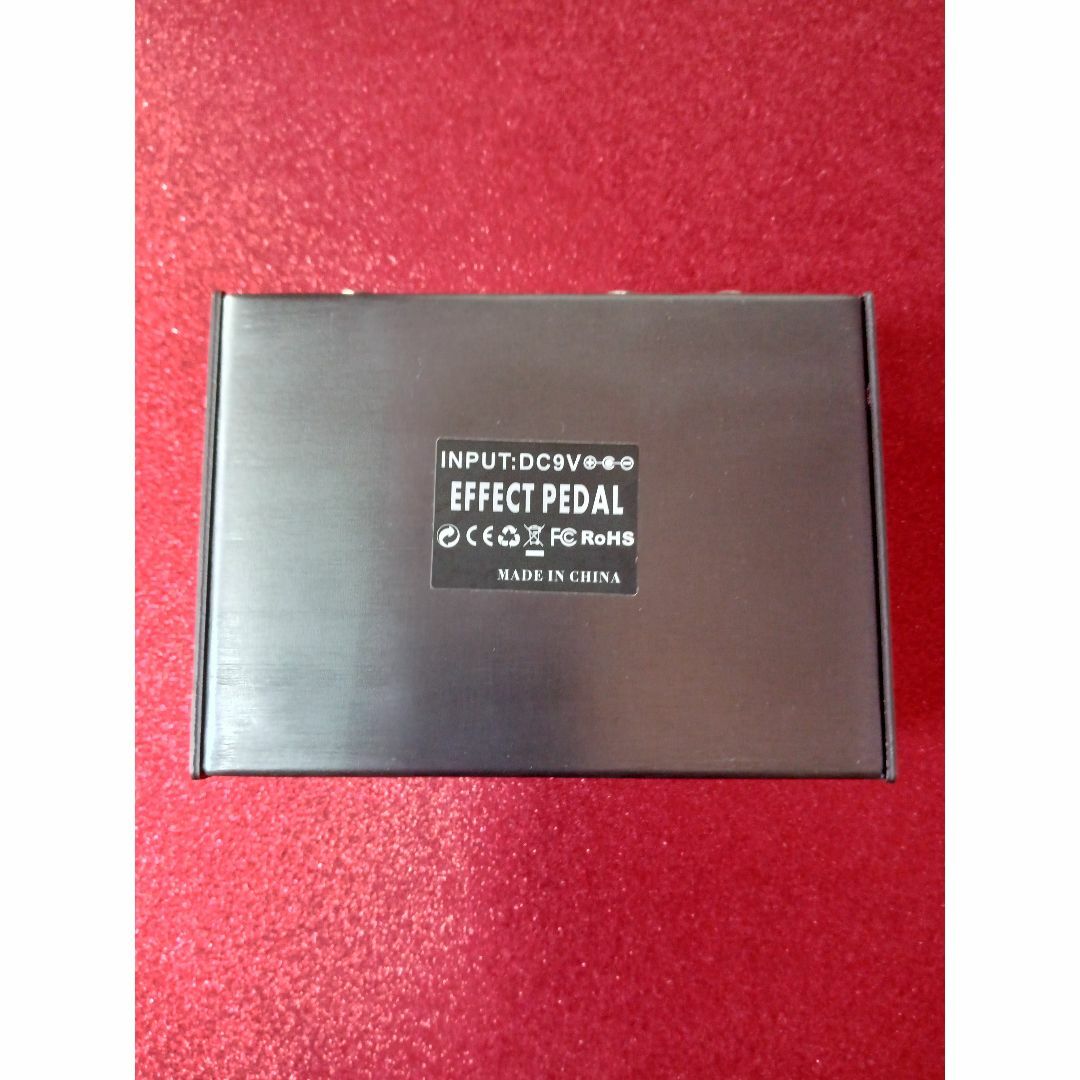 INPUT:DC9V
EFFECT PEDAL
CE FC RoHS
MADE IN CHINA